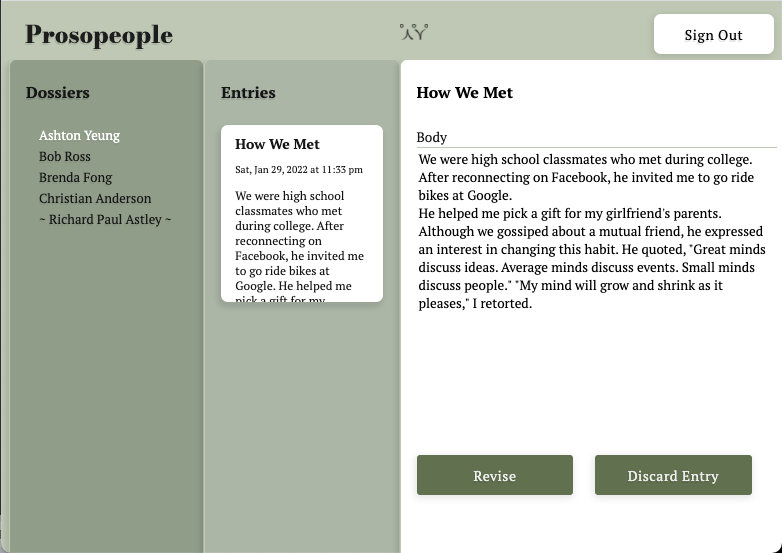 Prosopeople
Sign Out
Dossiers
Ashton Yeung
Bob Ross
Brenda Fong
Christian Anderson
~ Richard Paul Astley ~
Entries
How We Met
Sat, Jan 29, 2022 at 11:33 pm
We were high school
classmates who met
during college. After
reconnecting on
Facebook, he invited me
to go ride bikes at
Google. He helped me
pick a gift for my
How We Met
Body
We were high school classmates who met during college.
After reconnecting on Facebook, he invited me to go ride
bikes at Google.
He helped me pick a gift for my girlfriend's parents.
Although we gossiped about a mutual friend, he expressed
an interest in changing this habit. He quoted, "Great minds
discuss ideas. Average minds discuss events. Small minds
discuss people." "My mind will grow and shrink as it
pleases," I retorted.
Revise
Discard Entry